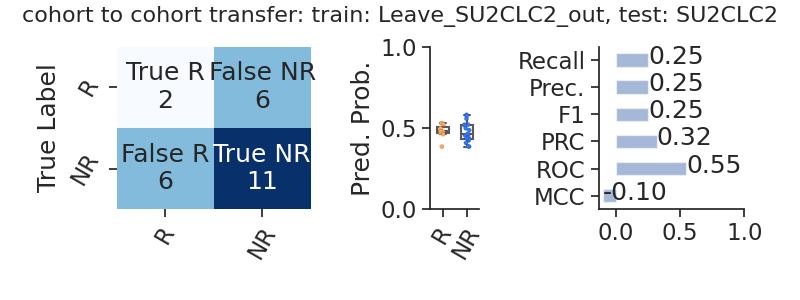 cohort to cohort transfer: train: Leave_SU2CLC2_out, test: SU2CLC2
True Label
R
NR
True R
2
False NR
6
False R
6
True NR
11
R
NR
Pred. Prob.
1.0
0.5
0.0
R
NR
Recall
0.25
Prec.
0.25
F1
0.25
PRC
0.32
ROC
0.55
MCC
-0.10
0.0
0.5
1.0